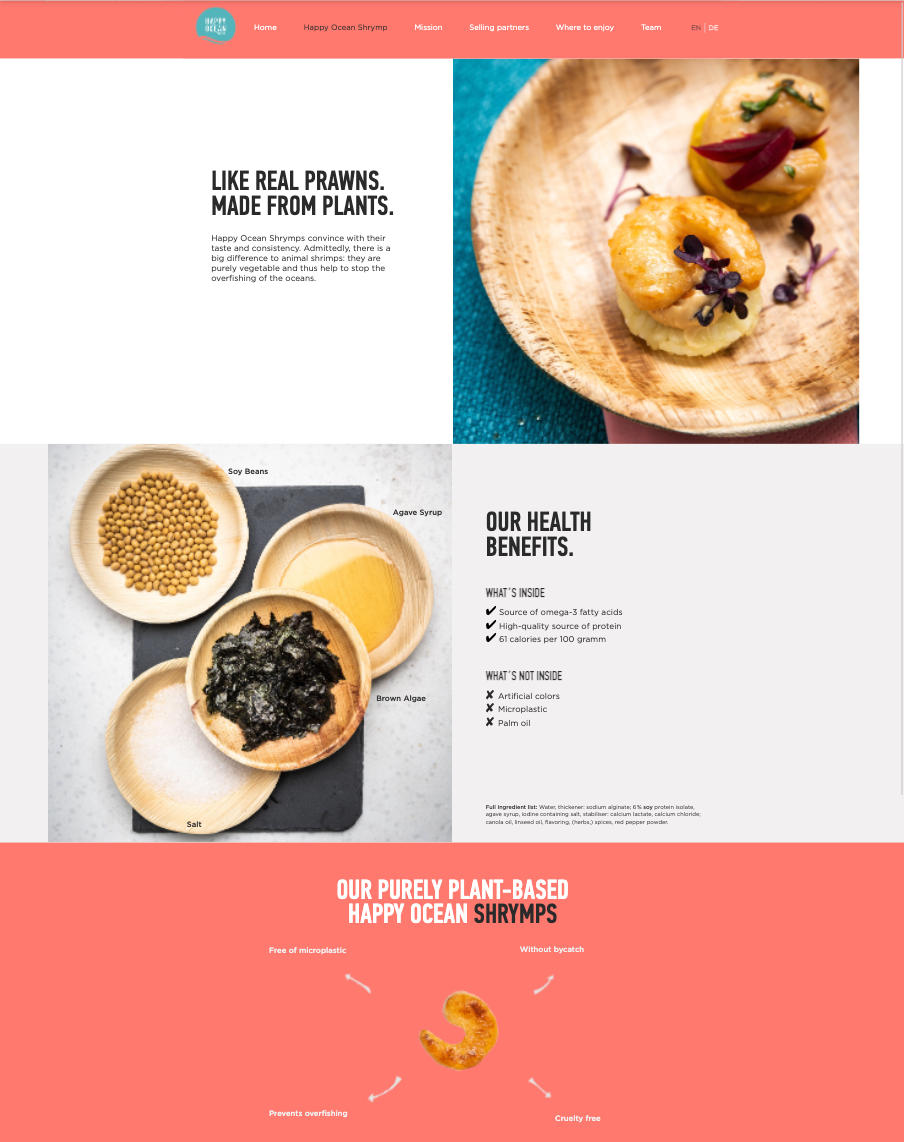 HAPPY
OCEAN
Home
Happy Ocean Shrymp
Mission
Selling partners
Where to enjoy
Team
EN | DE
LIKE REAL PRAWNS.
MADE FROM PLANTS.
Happy Ocean Shrymps convince with their
taste and consistency. Admittedly, there is a
big difference to animal shrimps: they are
purely vegetable and thus help to stop the
overfishing of the oceans.
Soy Beans
Agave Syrup
Brown Algae
Salt
OUR HEALTH
BENEFITS.
WHAT´S INSIDE
✔ Source of omega-3 fatty acids
✔ High-quality source of protein
✔ 61 calories per 100 gramm
WHAT´S NOT INSIDE
✘ Artificial colors
✘ Microplastic
✘ Palm oil
Full ingredient list: Water, thickener: sodium alginate; 6% soy protein isolate,
agave syrup, iodine containing salt, stabiliser: calcium lactate, calcium chloride;
canola oil, linseed oil, flavoring, (herbs,) spices, red pepper powder.
OUR PURELY PLANT-BASED
HAPPY OCEAN SHRYMPS
Free of microplastic
Without bycatch
Prevents overfishing
Cruelty free